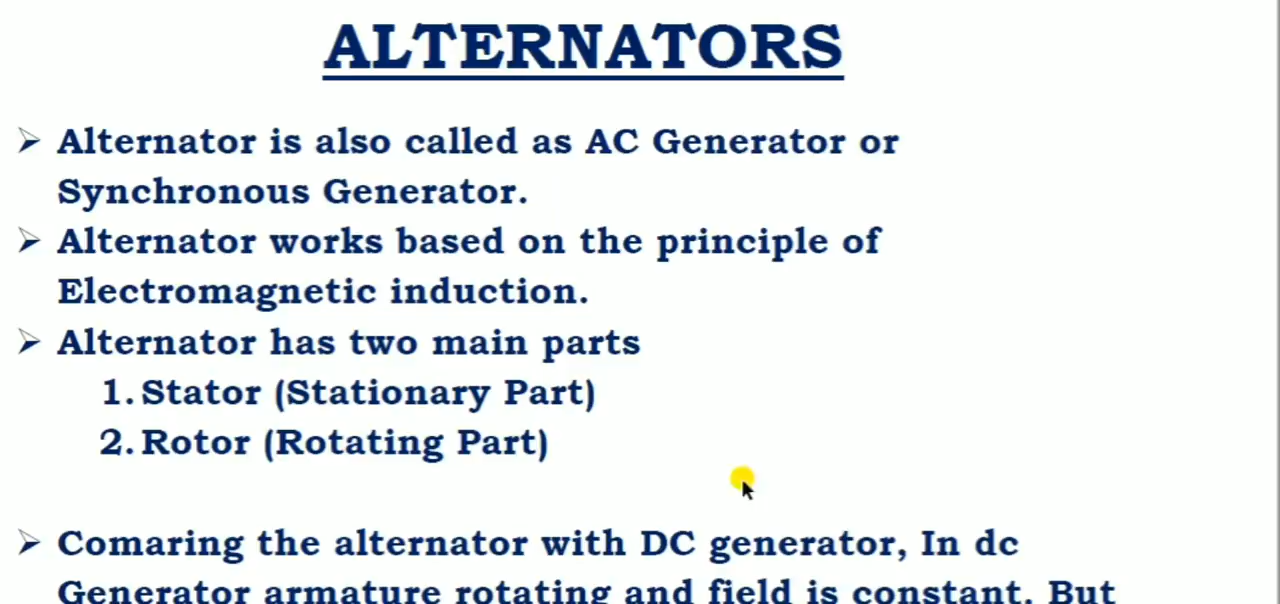 ALTERNATORS
➢ Alternator is also called as AC Generator or
Synchronous Generator.
➢ Alternator works based on the principle of
Electromagnetic induction.
➢ Alternator has two main parts
1. Stator (Stationary Part)
2. Rotor (Rotating Part)
➢ Comaring the alternator with DC generator, In dc
Generator armature rotating and field is constant. But